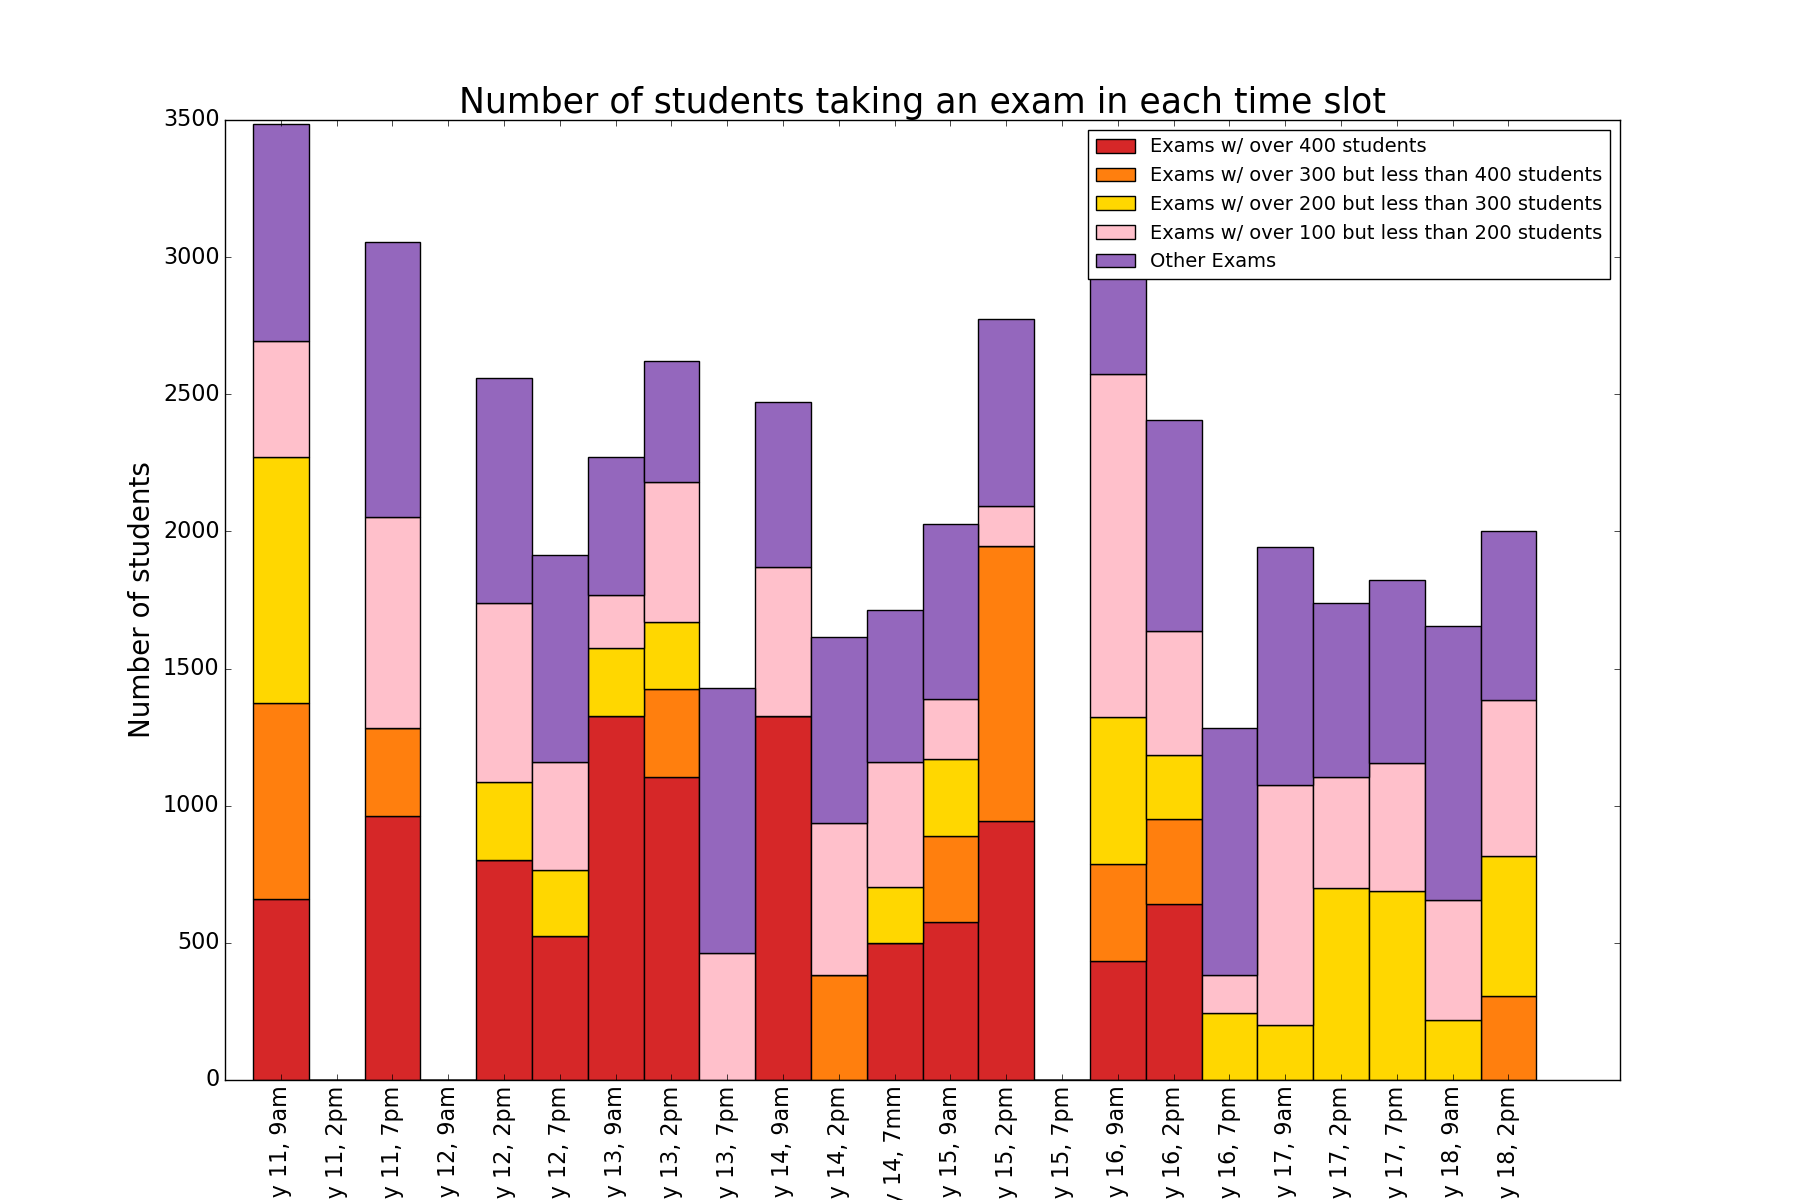 Number of students taking an exam in each time slot
Exams w/ over 400 students
Exams w/ over 300 but less than 400 students
Exams w/ over 200 but less than 300 students
Exams w/ over 100 but less than 200 students
Other Exams
Number of students
3500
3000
2500
2000
1500
1000
500
0
y 11, 9am
y 11, 2pm
y 11, 7pm
y 12, 9am
y 12, 2pm
y 12, 7pm
y 13, 9am
y 13, 2pm
y 13, 7pm
y 14, 9am
y 14, 2pm
y 14, 7mm
y 15, 9am
y 15, 2pm
y 15, 7pm
y 16, 9am
y 16, 2pm
y 16, 7pm
y 17, 9am
y 17, 2pm
y 17, 7pm
y 18, 9am
y 18, 2pm